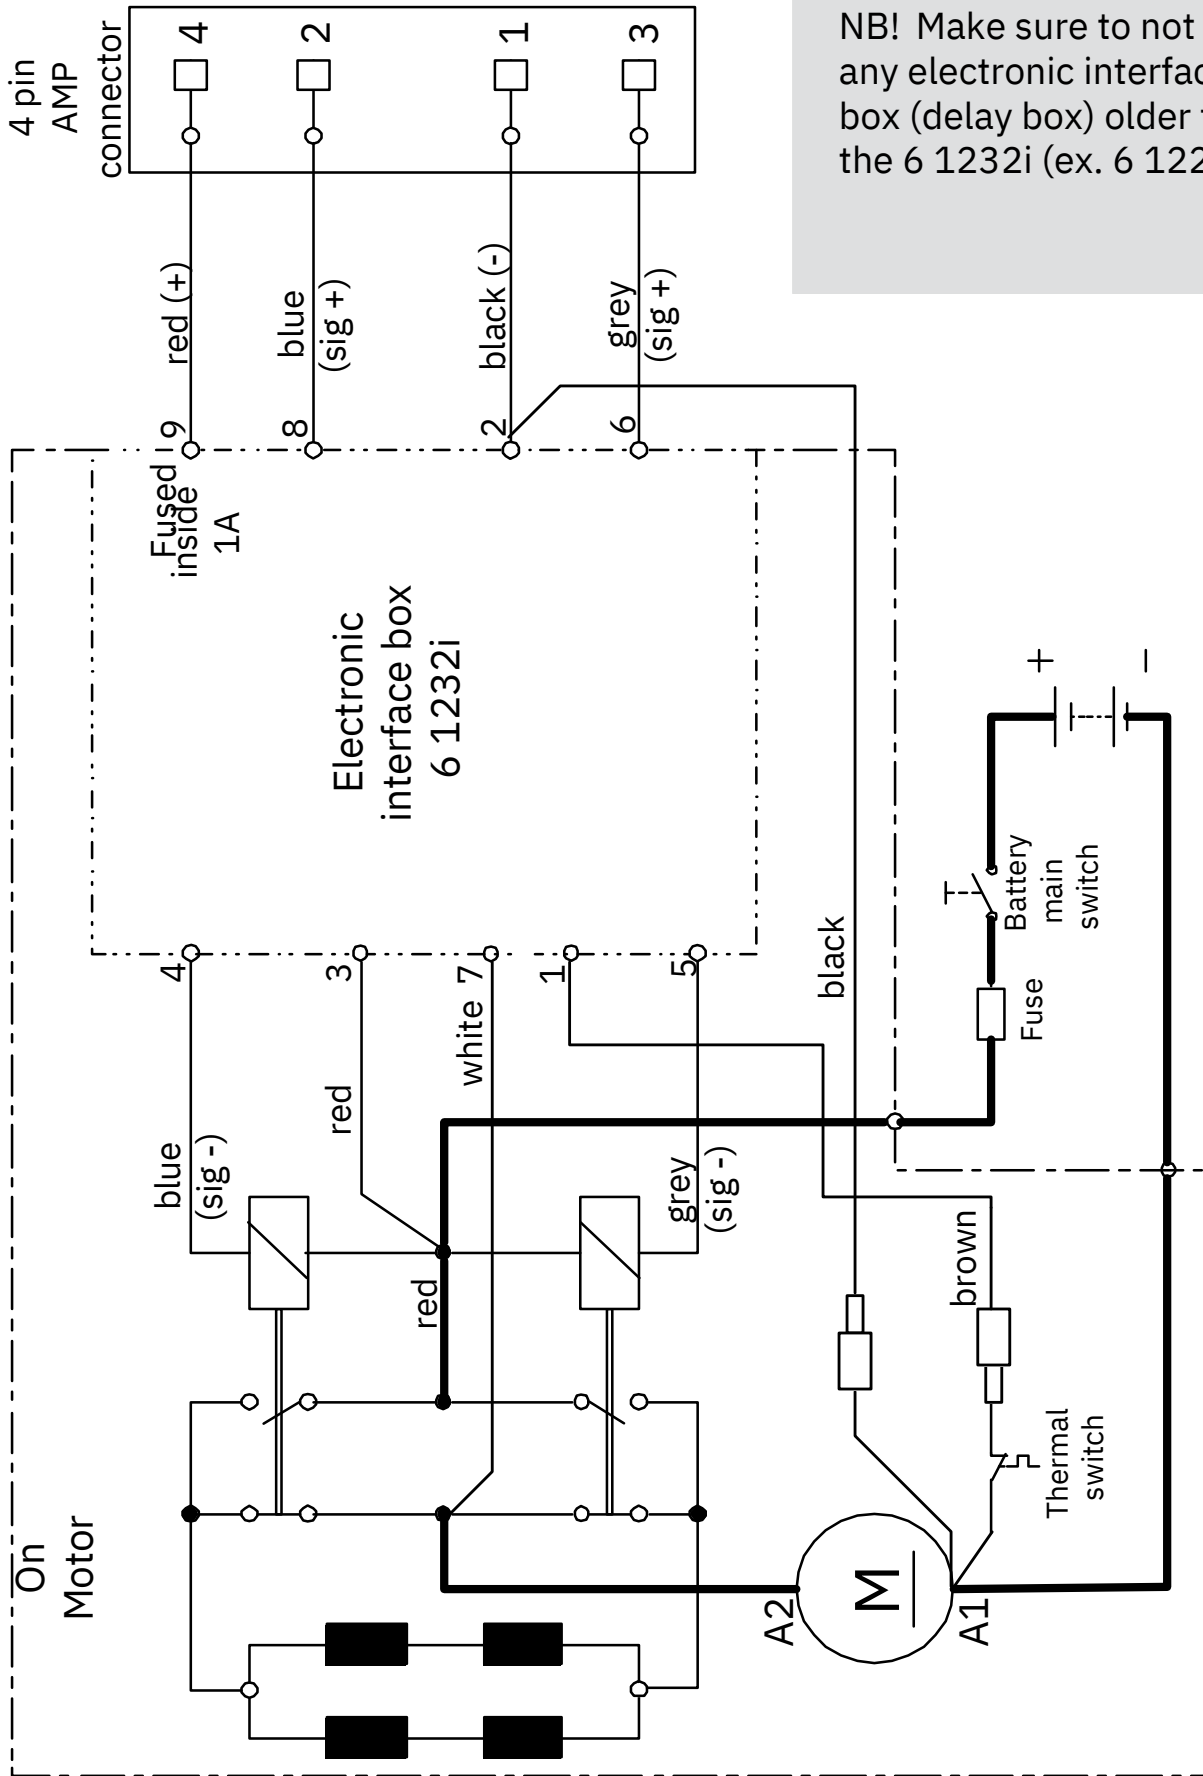 4 pin
AMP
connector
4
2
1
3
NB! Make sure to not
any electronic interfac
box (delay box) older
the 6 1232i (ex. 6 122
red (+)
blue
(sig +)
black (-)
grey
(sig +)
9
8
2
6
Fused
inside
1A
Electronic
interface box
6 1232i
+
–
Battery
main
switch
Fuse
black
4
3
7
1
5
white
red
blue
(sig -)
grey
(sig -)
red
brown
Thermal
switch
On
Motor
M
A2
A1